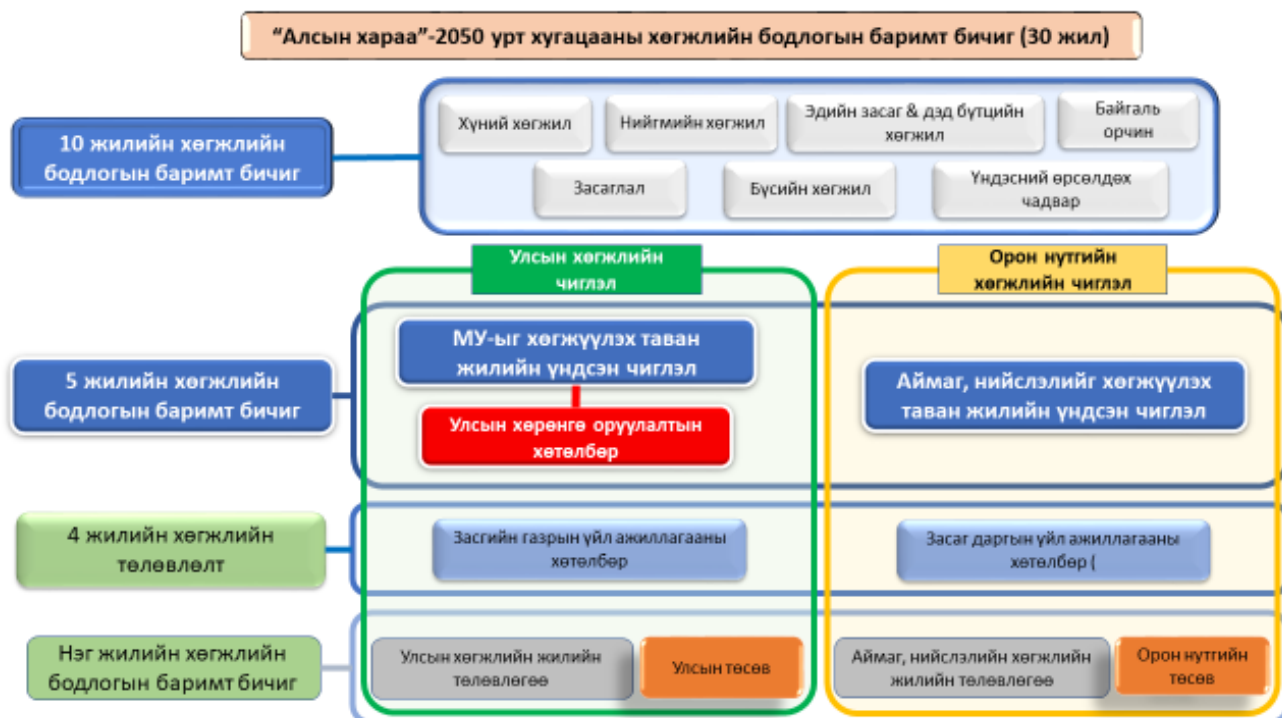 “Алсын хараа”-2050 урт хугацааны хөгжлийн бодлогын баримт бичиг (30 жил)
10 жилийн хөгжлийн
бодлогын баримт бичиг
Хүний хөгжил
Нийгмийн хөгжил
Эдийн засаг & дэд бүтцийн
хөгжил
Байгаль
орчин
Засаглал
Бүсийн хөгжил
Үндэсний өрсөлдөх
чадвар
Улсын хөгжлийн
чиглэл
Орон нутгийн
хөгжлийн чиглэл
5 жилийн хөгжлийн
бодлогын баримт бичиг
МУ-ыг хөгжүүлэх таван
жилийн үндсэн чиглэл
Улсын хөрөнгө оруулалтын
хөтөлбөр
Аймаг, нийслэлийг хөгжүүлэх
таван жилийн үндсэн чиглэл
4 жилийн хөгжлийн
төлөвлөлт
Засгийн газрын үйл ажиллагааны
хөтөлбөр
Засаг даргын үйл ажиллагааны
хөтөлбөр (
Нэг жилийн хөгжлийн
бодлогын баримт бичиг
Улсын хөгжлийн жилийн
төлөвлөгөө
Улсын төсөв
Аймаг, нийслэлийн хөгжлийн
жилийн төлөвлөгөө
Орон нутгийн
төсөв